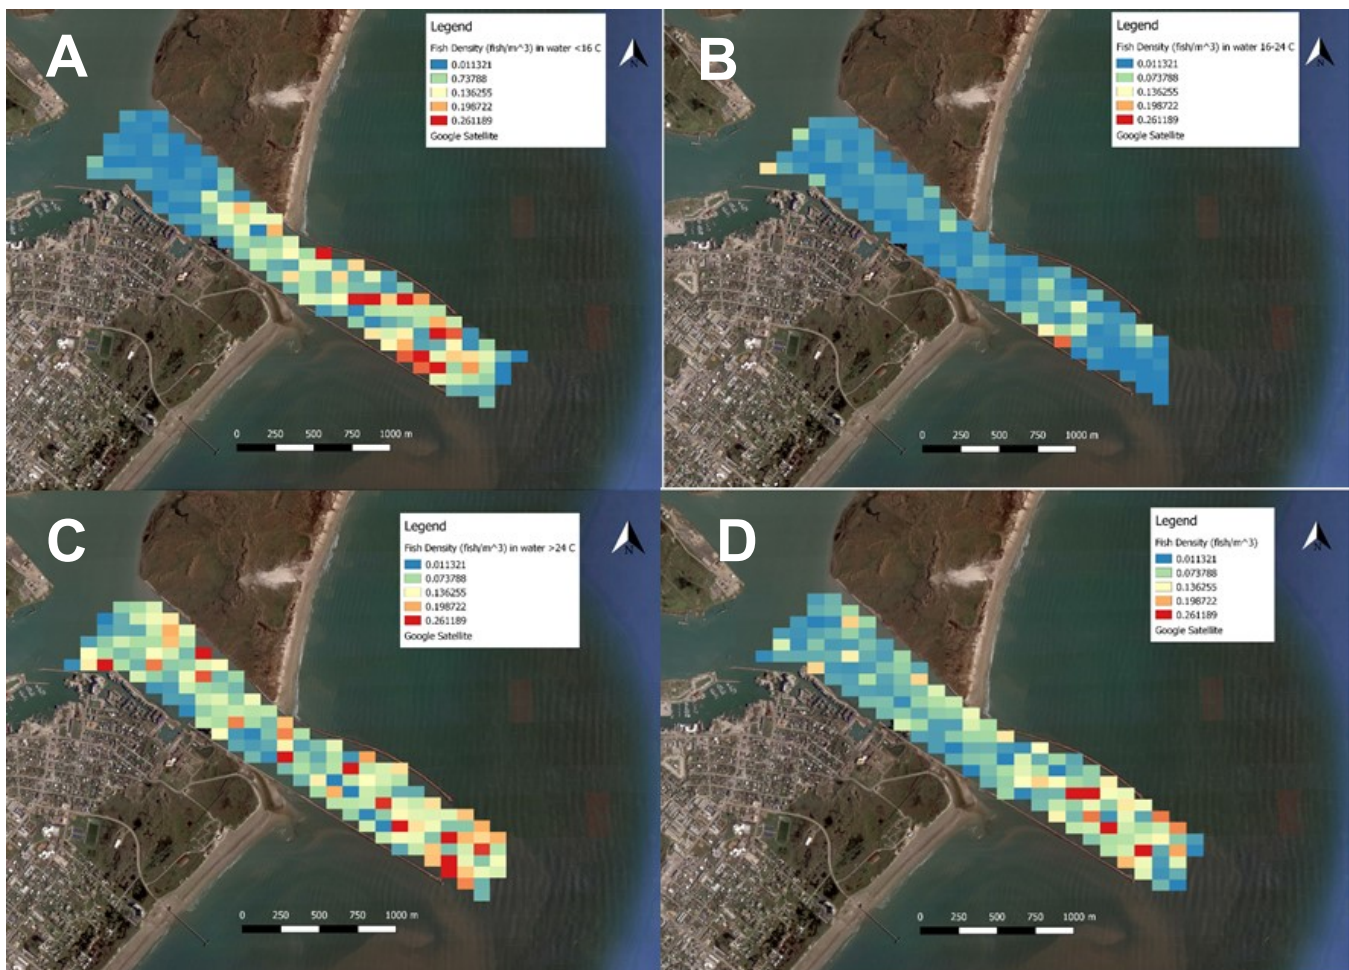 A
Legend
Fish Density (fish/m^3) in water <16 C
0.011321
0.73788
0.136255
0.198722
0.261189
Google Satellite
N
0 250 500 750 1000 m
B
Legend
Fish Density (fish/m^3) in water 16-24 C
0.011321
0.073788
0.136255
0.198722
0.261189
Google Satellite
N
0 250 500 750 1000 m
C
Legend
Fish Density (fish/m^3) in water >24 C
0.011321
0.073788
0.136255
0.198722
0.261189
Google Satellite
N
0 250 500 750 1000 m
D
Legend
Fish Density (fish/m^3)
0.011321
0.073788
0.136255
0.198722
0.261189
Google Satellite
N
0 250 500 750 1000 m